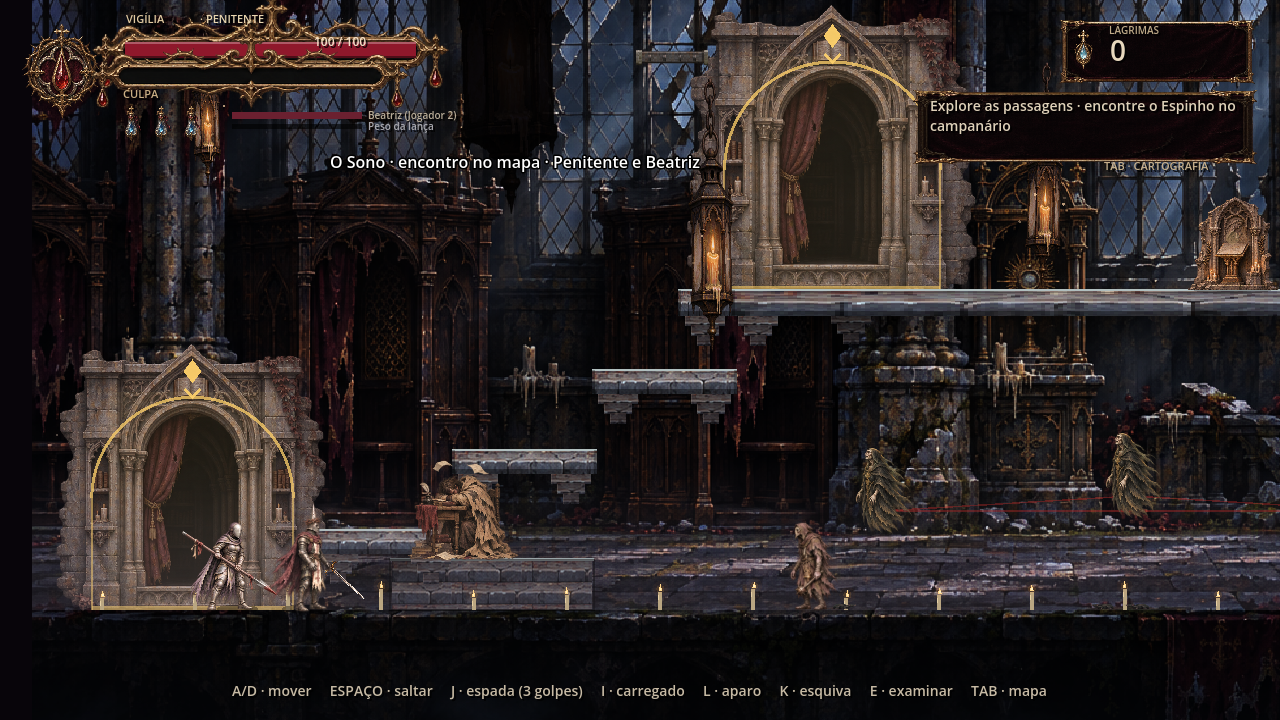 VIGÍLIA · PENITENTE
100 / 100
CULPA
Beatriz (Jogador 2)
Peso da lança
LÁGRIMAS
0
Explore as passagens · encontre o Espinho no
campanário
TAB · CARTOGRAFIA
O Sono · encontro no mapa · Penitente e Beatriz
A/D · mover ESPAÇO · saltar J · espada (3 golpes) I · carregado L · aparo K · esquiva E · examinar TAB · mapa